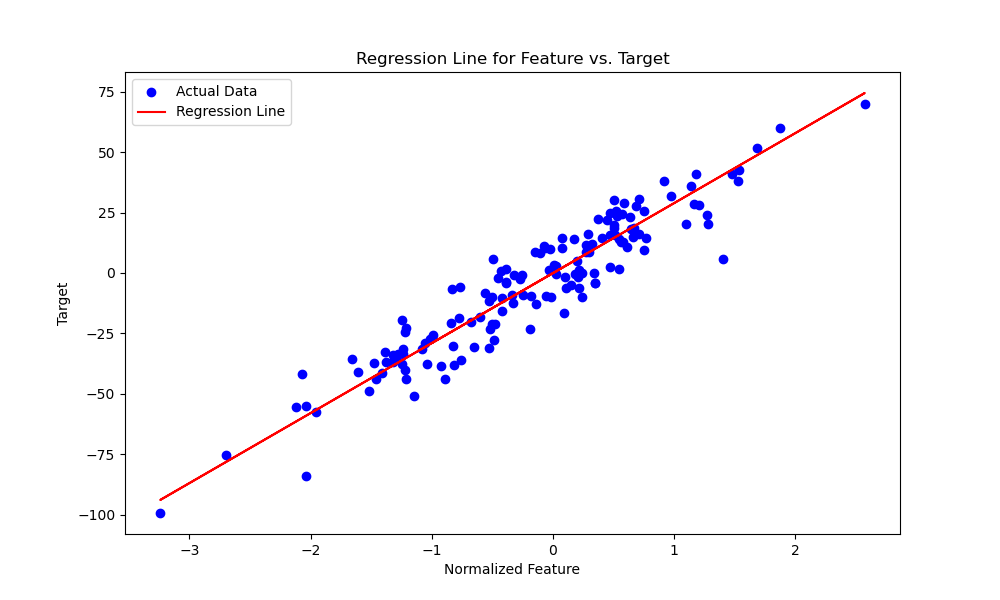 Regression Line for Feature vs. Target
Actual Data
Regression Line
75
50
25
0
−25
−50
−75
−100
Target
−3
−2
−1
0
1
2
Normalized Feature